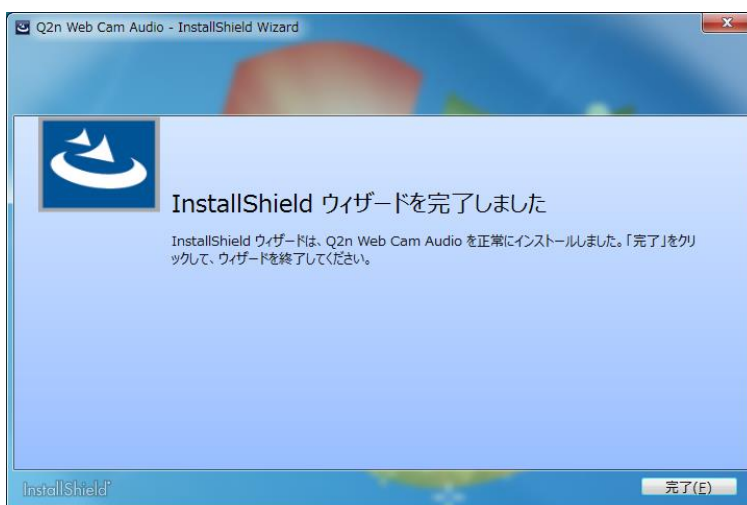 Q2n Web Cam Audio - InstallShield Wizard
InstallShield ウィザードを完了しました
InstallShield ウィザードは、Q2n Web Cam Audio を正常にインストールしました。「完了」をクリ
ックして、ウィザードを終了してください。
InstallShield
完了(F)